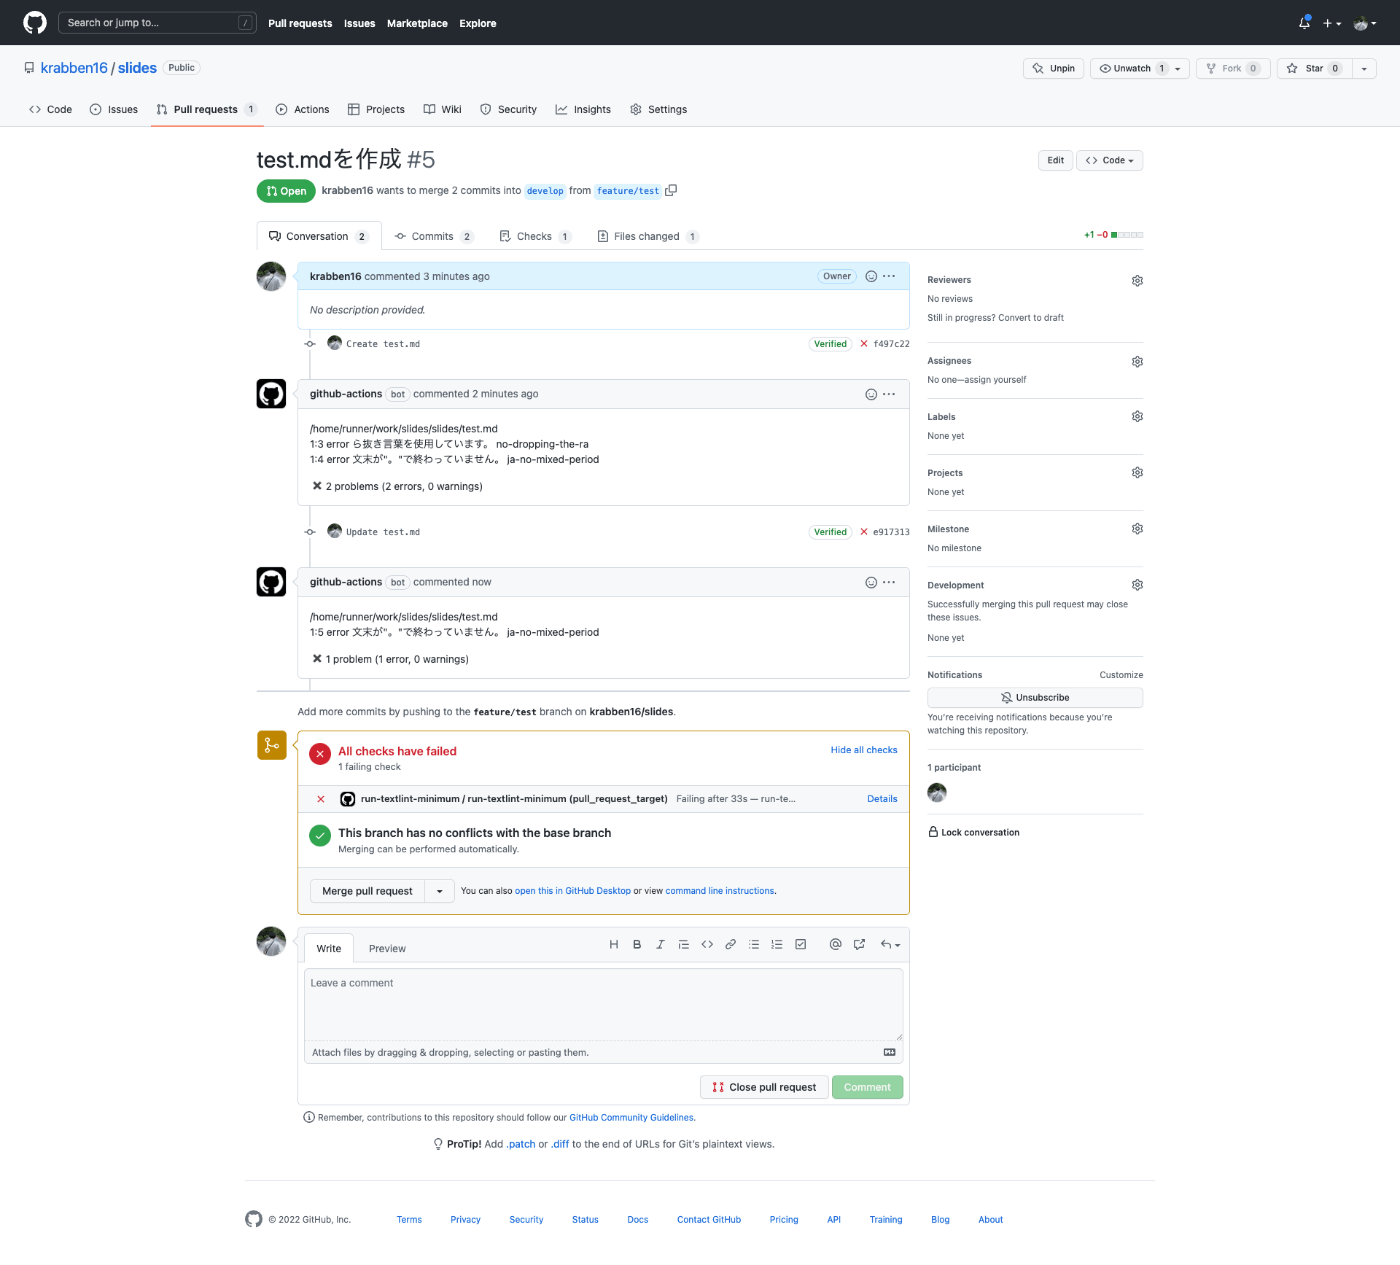 Search or jump to... /
Pull requests Issues Marketplace Explore
krabben16 / slides Public
Unpin Unwatch 1 Fork 0 Star 0
Code Issues Pull requests 1 Actions Projects Wiki Security Insights Settings
test.mdを作成 #5
Edit Code
Open krabben16 wants to merge 2 commits into develop from feature/test
Conversation 2 Commits 2 Checks 1 Files changed 1
+1 −0
krabben16 commented 3 minutes ago Owner
No description provided.
Create test.md Verified f497c22
github-actions bot commented 2 minutes ago
/home/runner/work/slides/slides/test.md
1:3 error ら抜き言葉を使用しています。 no-dropping-the-ra
1:4 error 文末が"。"で終わっていません。 ja-no-mixed-period
✖ 2 problems (2 errors, 0 warnings)
Update test.md Verified e917313
github-actions bot commented now
/home/runner/work/slides/slides/test.md
1:5 error 文末が"。"で終わっていません。 ja-no-mixed-period
✖ 1 problem (1 error, 0 warnings)
Add more commits by pushing to the feature/test branch on krabben16/slides.
All checks have failed Hide all checks
1 failing check
run-textlint-minimum / run-textlint-minimum (pull_request_target) Failing after 33s — run-te... Details
This branch has no conflicts with the base branch
Merging can be performed automatically.
Merge pull request You can also open this in GitHub Desktop or view command line instructions.
Write Preview
Leave a comment
Attach files by dragging & dropping, selecting or pasting them.
Close pull request Comment
Remember, contributions to this repository should follow our GitHub Community Guidelines.
ProTip! Add .patch or .diff to the end of URLs for Git's plaintext views.
Reviewers
No reviews
Still in progress? Convert to draft
Assignees
No one—assign yourself
Labels
None yet
Projects
None yet
Milestone
No milestone
Development
Successfully merging this pull request may close
these issues.
None yet
Notifications Customize
Unsubscribe
You're receiving notifications because you're
watching this repository.
1 participant
Lock conversation
© 2022 GitHub, Inc. Terms Privacy Security Status Docs Contact GitHub Pricing API Training Blog About